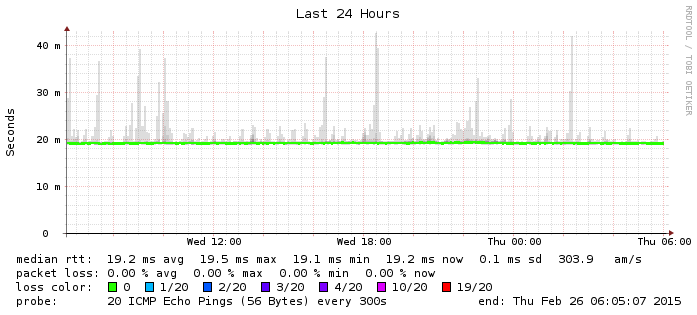 Last 24 Hours
RRDTOOL / TOBI OETIKER
Seconds
40 m
30 m
20 m
10 m
0
Wed 12:00 Wed 18:00 Thu 00:00 Thu 06:00
median rtt: 19.2 ms avg 19.5 ms max 19.1 ms min 19.2 ms now 0.1 ms sd 303.9 am/s
packet loss: 0.00 % avg 0.00 % max 0.00 % min 0.00 % now
loss color: 0 1/20 2/20 3/20 4/20 10/20 19/20
probe: 20 ICMP Echo Pings (56 Bytes) every 300s end: Thu Feb 26 06:05:07 2015